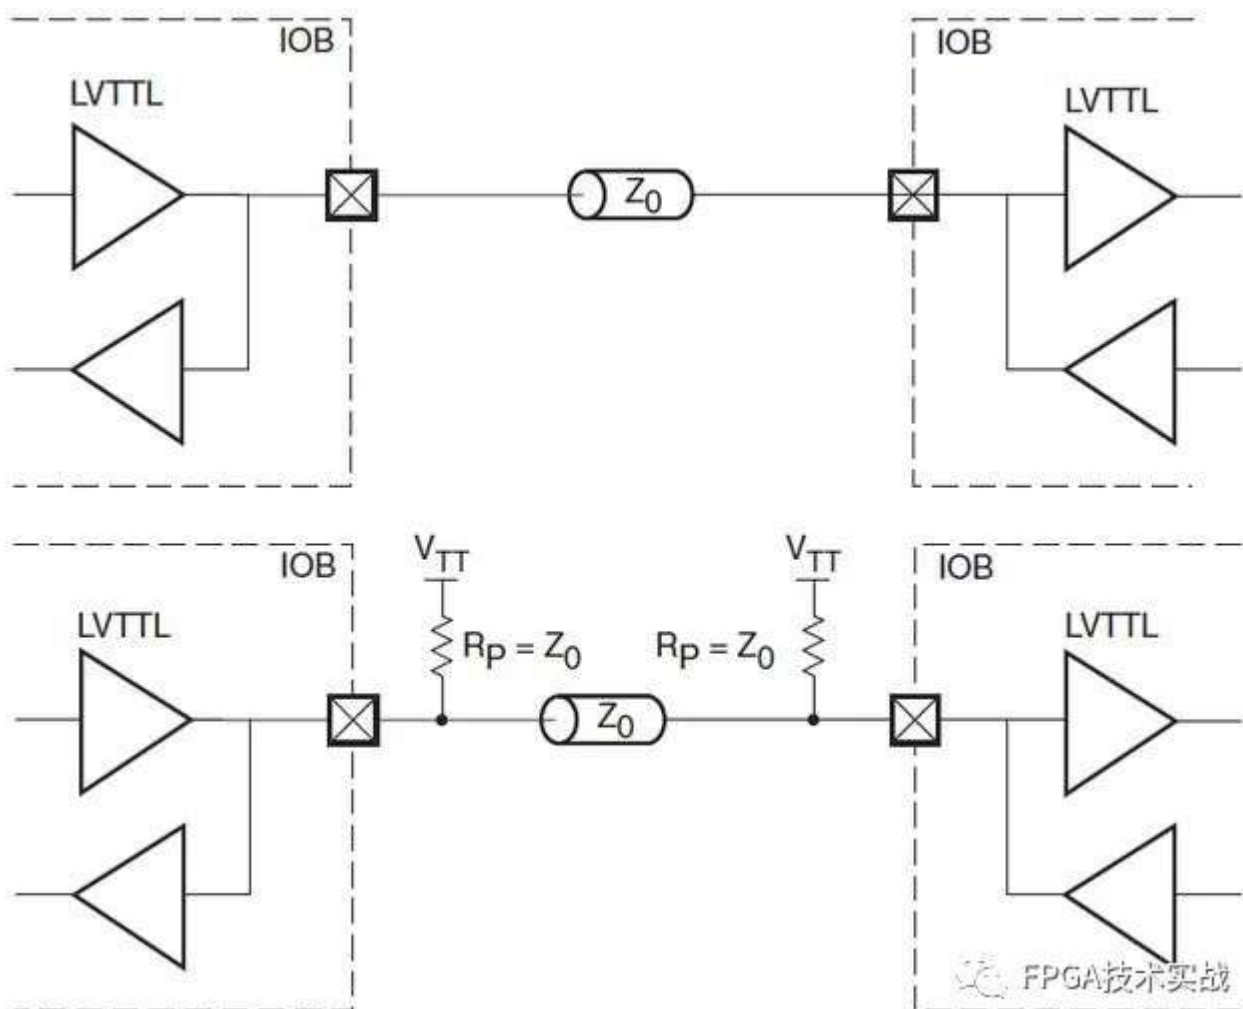 IOB
IOB
LVTTL
LVTTL
Z0
VTT
VTT
IOB
IOB
LVTTL
RP = Z0
RP = Z0
LVTTL
Z0
FPGA技术实战